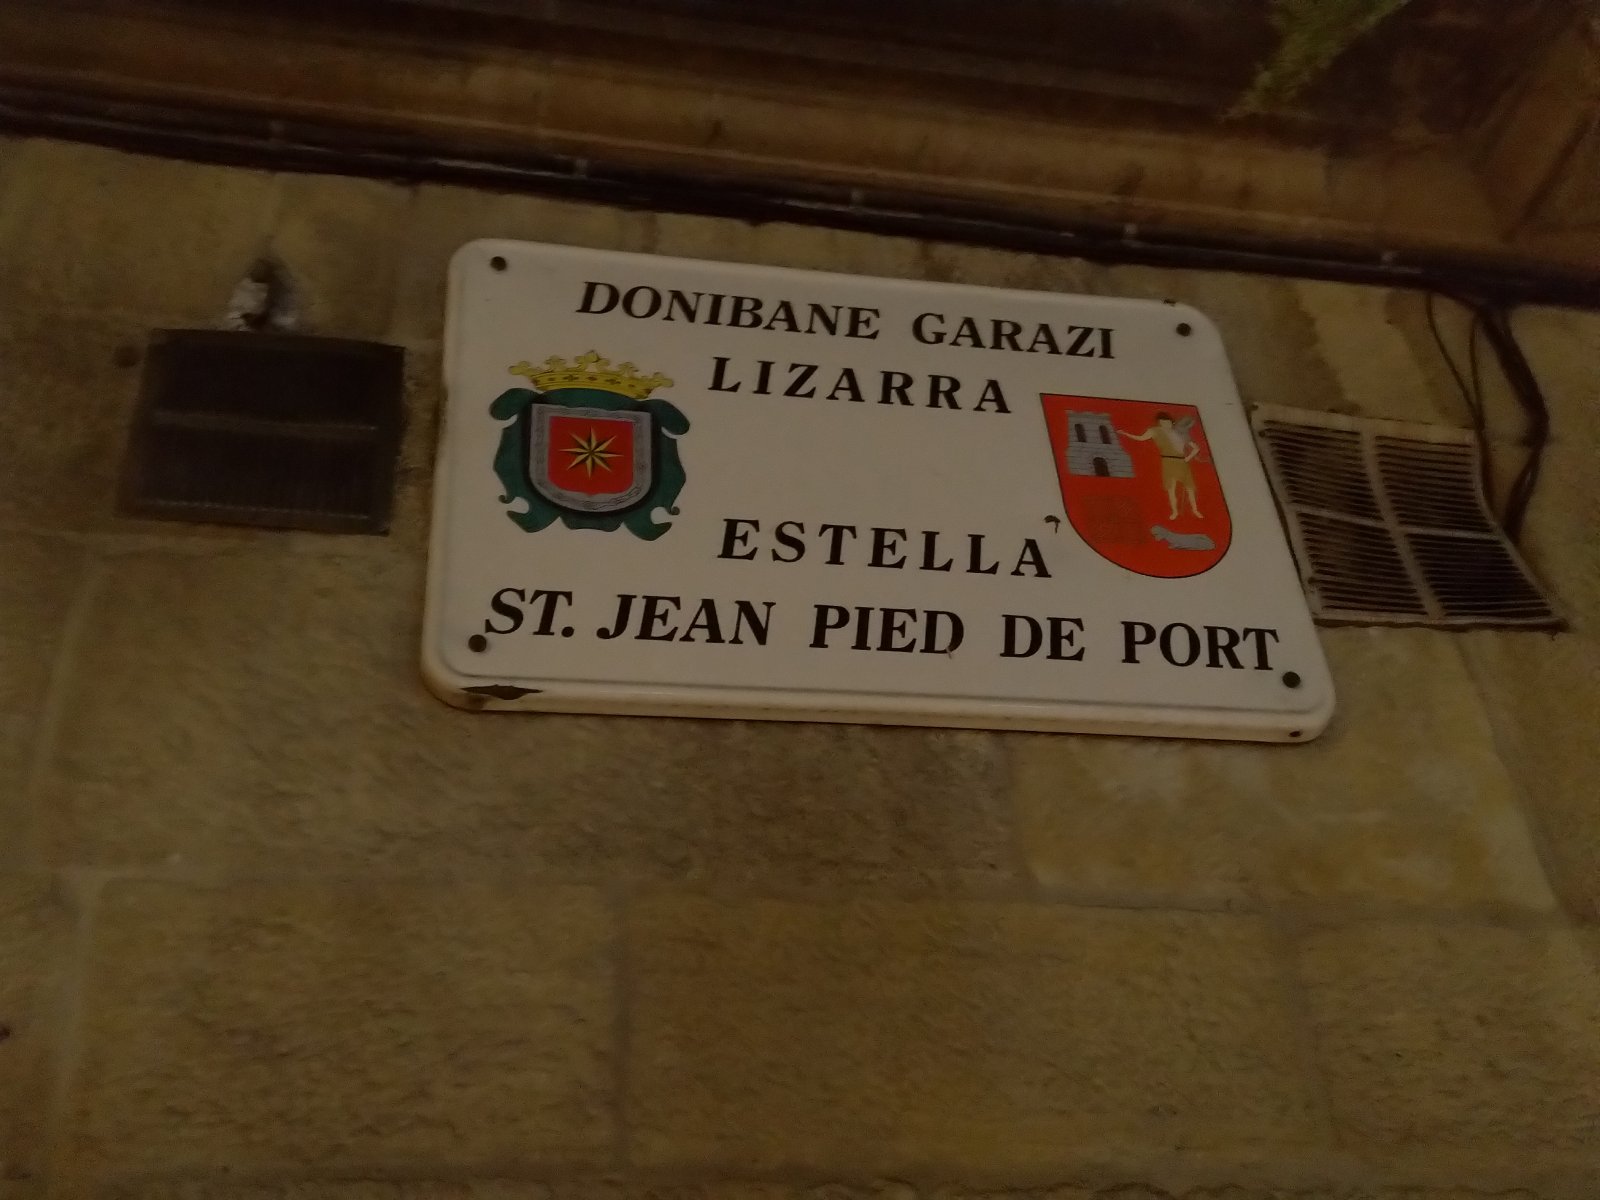 DONIBANE GARAZI
LIZARRA
ESTELLA
ST. JEAN PIED DE PORT